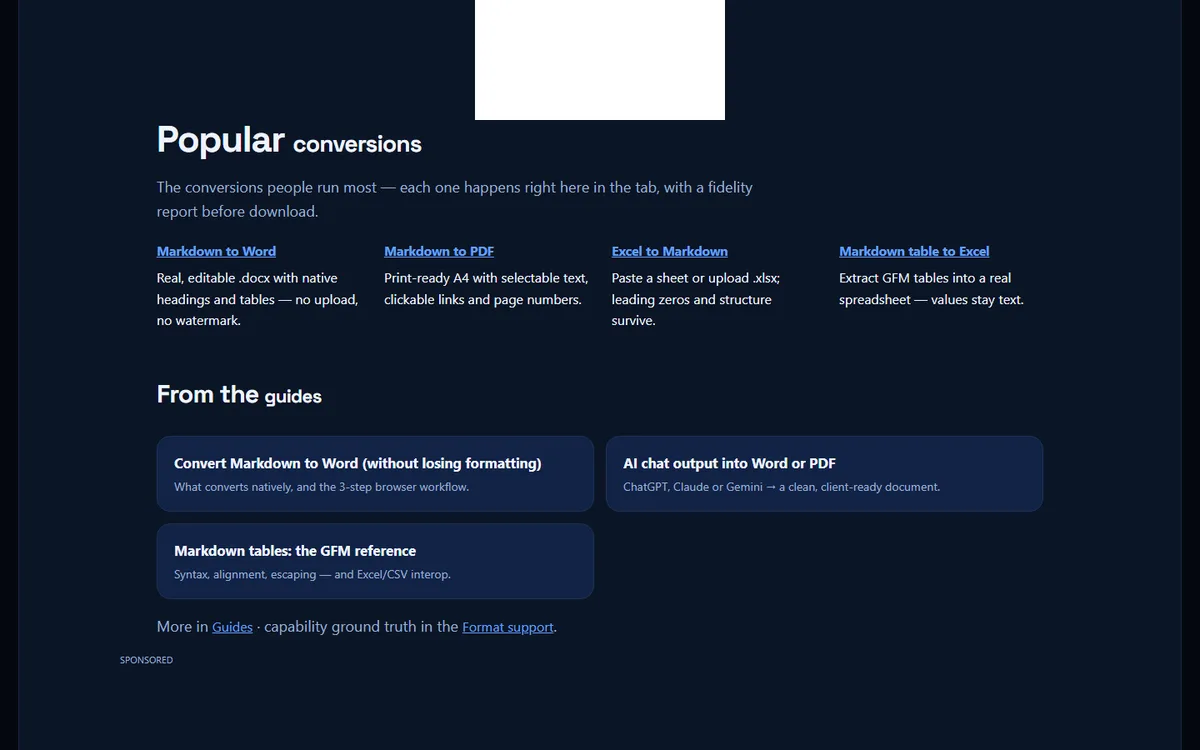 Popular conversions
The conversions people run most — each one happens right here in the tab, with a fidelity
report before download.
Markdown to Word
Real, editable .docx with native
headings and tables — no upload,
no watermark.
Markdown to PDF
Print-ready A4 with selectable text,
clickable links and page numbers.
Excel to Markdown
Paste a sheet or upload .xlsx;
leading zeros and structure
survive.
Markdown table to Excel
Extract GFM tables into a real
spreadsheet — values stay text.
From the guides
Convert Markdown to Word (without losing formatting)
What converts natively, and the 3-step browser workflow.
AI chat output into Word or PDF
ChatGPT, Claude or Gemini → a clean, client-ready document.
Markdown tables: the GFM reference
Syntax, alignment, escaping — and Excel/CSV interop.
More in Guides · capability ground truth in the Format support.
SPONSORED